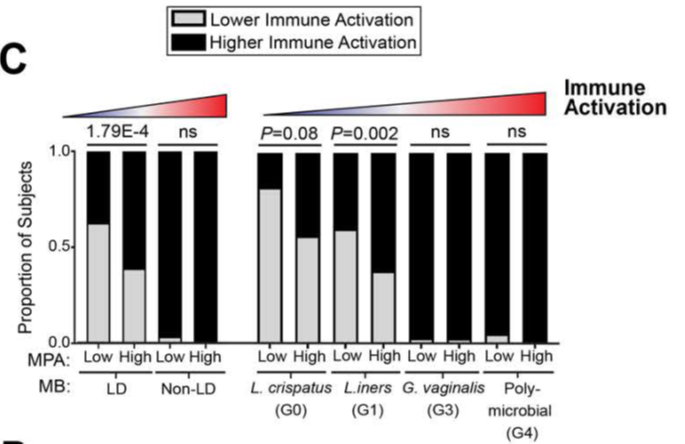 Lower Immune Activation
Higher Immune Activation
C
Immune
Activation
1.79E-4 ns P=0.08 P=0.002 ns ns
Proportion of Subjects
1.0
0.5
0.0
MPA: Low High Low High Low High Low High Low High Low High
MB: LD Non-LD L. crispatus L.iners G. vaginalis Poly-
(G0) (G1) (G3) microbial
(G4)